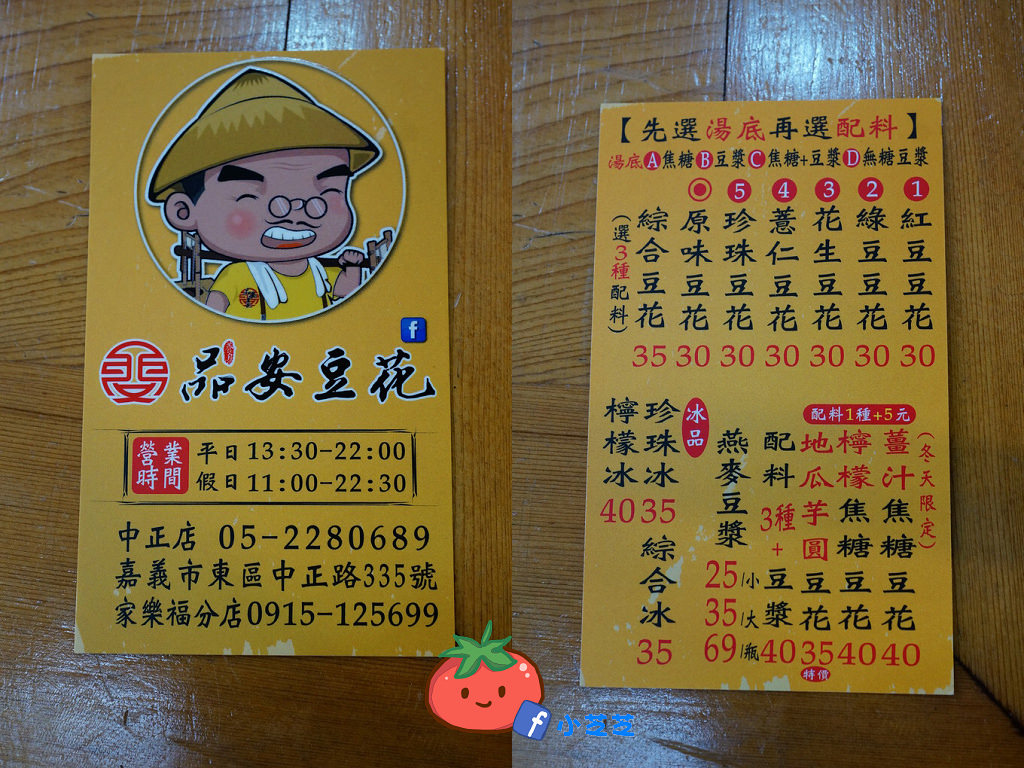 品安豆花
營業時間
平日 13:30-22:00
假日 11:00-22:30
中正店 05-2280689
嘉義市東區中正路335號
家樂福分店0915-125699
【先選湯底再選配料】
湯底A焦糖B豆漿C焦糖+豆漿D無糖豆漿
1 紅豆豆花 30
2 綠豆豆花 30
3 花生豆花 30
4 薏仁豆花 30
5 珍珠豆花 30
原味豆花 30
綜合豆花 35
(選3種配料)
配料1種+5元
(冬天限定)
薑汁焦糖豆花 40
檸檬焦糖豆花 40
地瓜芋圓豆花 35
特價
配料3種+豆漿 40
燕麥豆漿
25/小
35/大
69/瓶
冰品
珍珠冰 35
檸檬冰 40
綜合冰 35
f 小芝芝